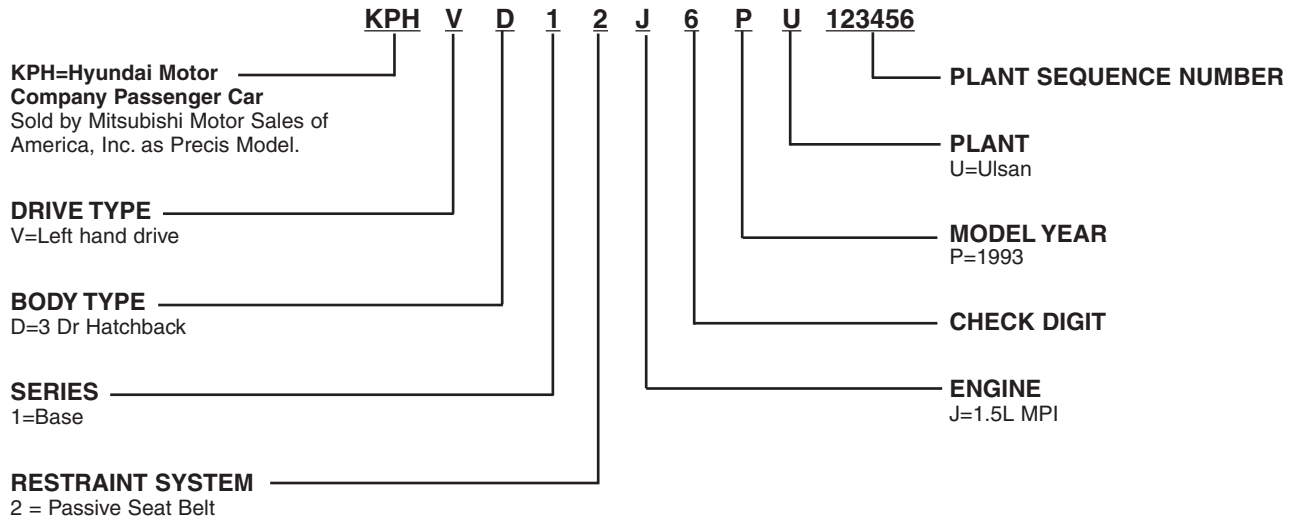 KPH V D 1 2 J 6 P U 123456
KPH=Hyundai Motor
Company Passenger Car
Sold by Mitsubishi Motor Sales of
America, Inc. as Precis Model.
DRIVE TYPE
V=Left hand drive
BODY TYPE
D=3 Dr Hatchback
SERIES
1=Base
RESTRAINT SYSTEM
2 = Passive Seat Belt
PLANT SEQUENCE NUMBER
PLANT
U=Ulsan
MODEL YEAR
P=1993
CHECK DIGIT
ENGINE
J=1.5L MPI